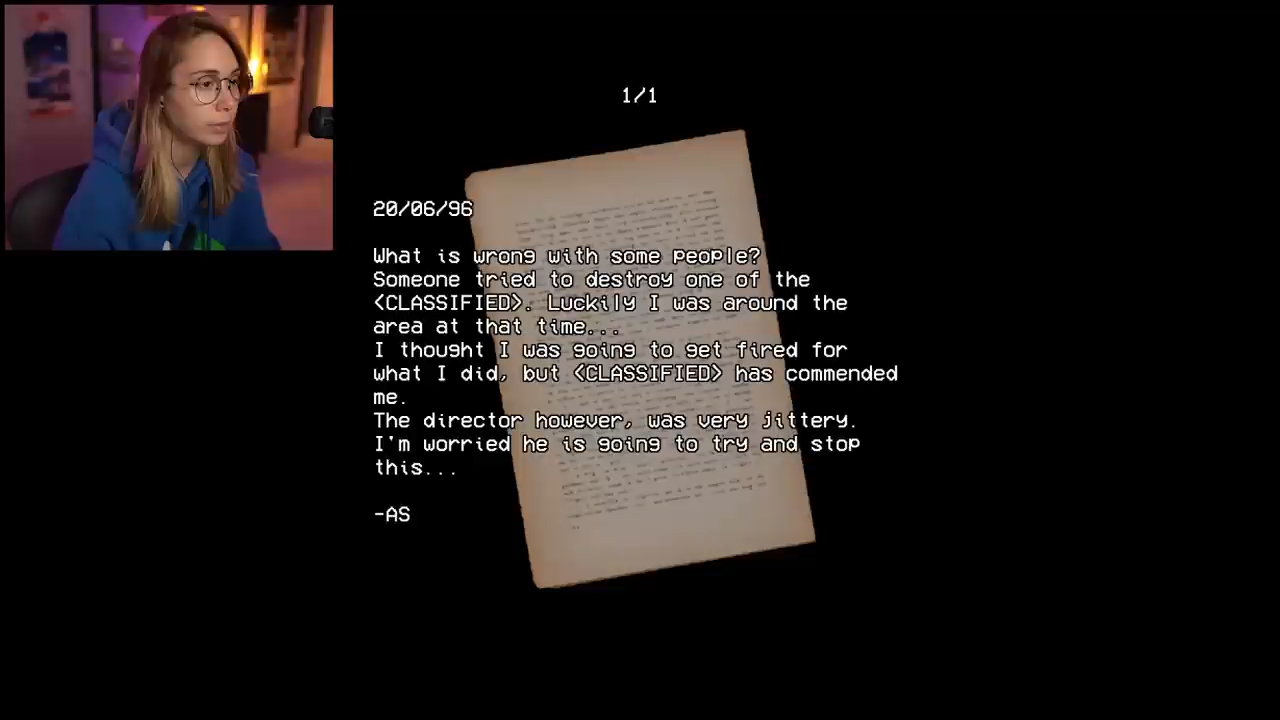 1/1
20/06/96
What is wrong with some people?
Someone tried to destroy one of the
<CLASSIFIED>. Luckily I was around the
area at that time...
I thought I was going to get fired for
what I did, but <CLASSIFIED> has commended
me.
The director however, was very jittery.
I'm worried he is going to try and stop
this...
-AS